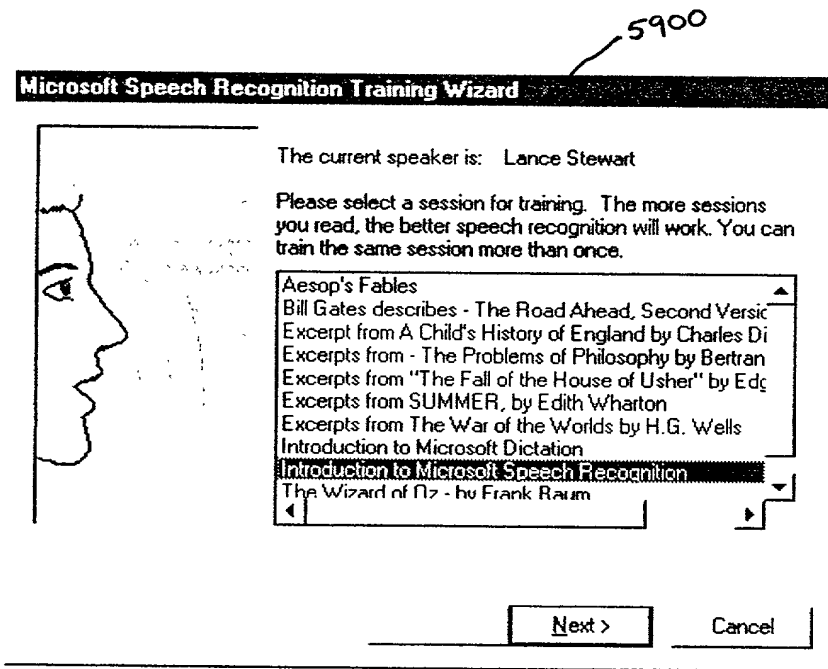 5900
Microsoft Speech Recognition Training Wizard
The current speaker is: Lance Stewart
Please select a session for training. The more sessions
you read, the better speech recognition will work. You can
train the same session more than once.
Aesop's Fables
Bill Gates describes - The Road Ahead, Second Versic
Excerpt from A Child's History of England by Charles Di
Excerpts from - The Problems of Philosophy by Bertran
Excerpts from "The Fall of the House of Usher" by Edg
Excerpts from SUMMER, by Edith Wharton
Excerpts from The War of the Worlds by H.G. Wells
Introduction to Microsoft Dictation
Introduction to Microsoft Speech Recognition
The Wizard of Oz - by Frank Baum
Next > Cancel